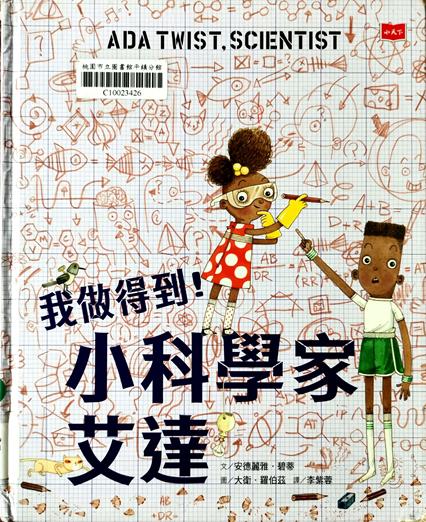 小天下
ADA TWIST, SCIENTIST
桃園市立圖書館平鎮分館
C10023426
我做得到!
小科學家
艾達
文/安德麗雅・碧蒂
圖/大衛・羅伯茲 譯/李紫蓉